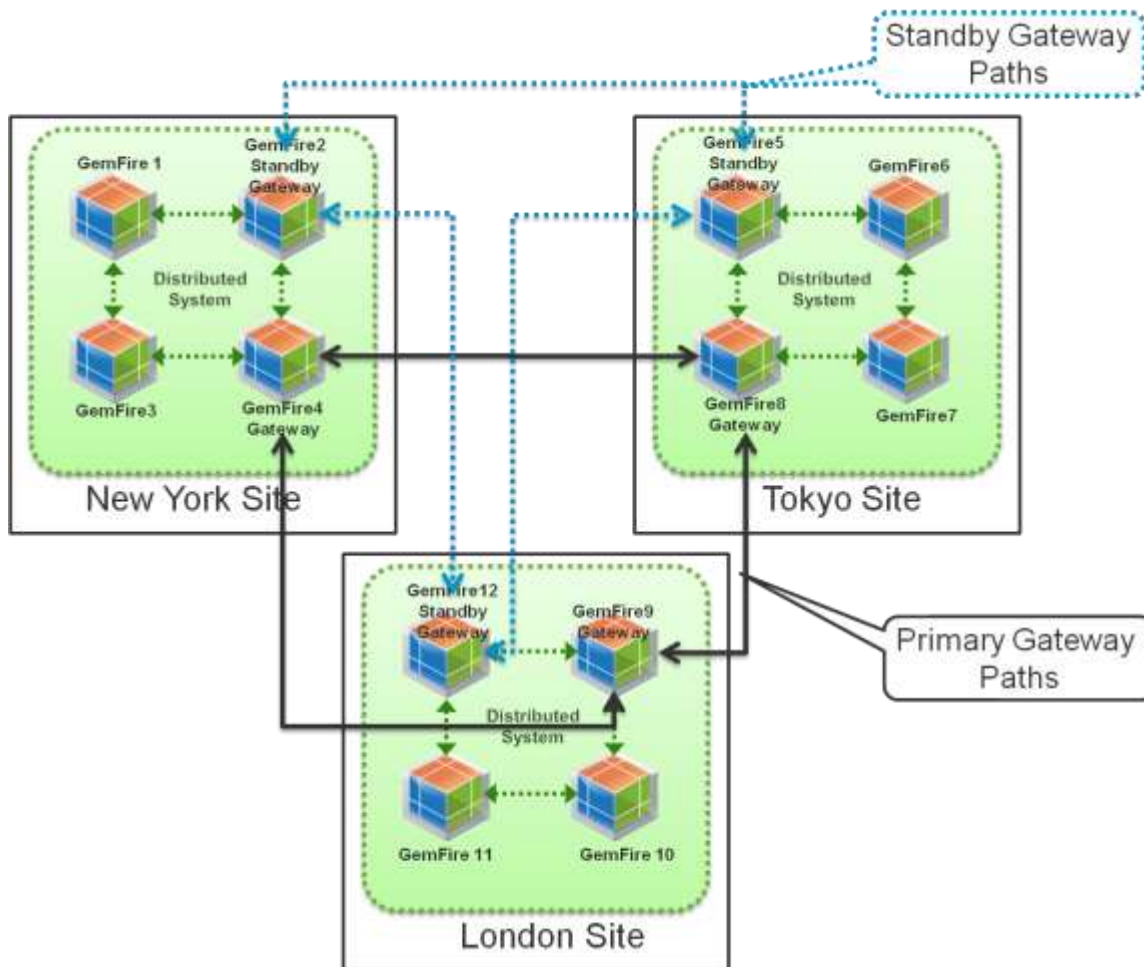 Standby Gateway
Paths
GemFire 1
GemFire2
Standby
Gateway
Distributed
System
GemFire3
GemFire4
Gateway
New York Site
GemFire5
Standby
Gateway
GemFire6
Distributed
System
GemFire8
Gateway
GemFire7
Tokyo Site
GemFire12
Standby
Gateway
GemFire9
Gateway
Distributed
System
GemFire 11
GemFire 10
London Site
Primary Gateway
Paths